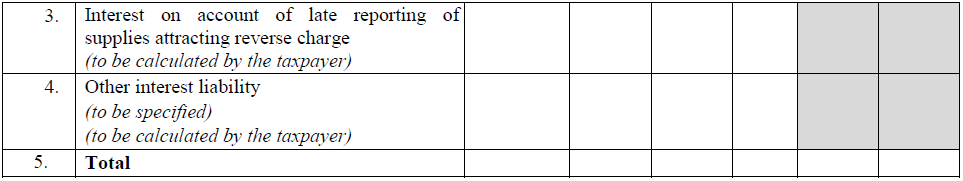 3. Interest on account of late reporting of
supplies attracting reverse charge
(to be calculated by the taxpayer)
4. Other interest liability
(to be specified)
(to be calculated by the taxpayer)
5. Total